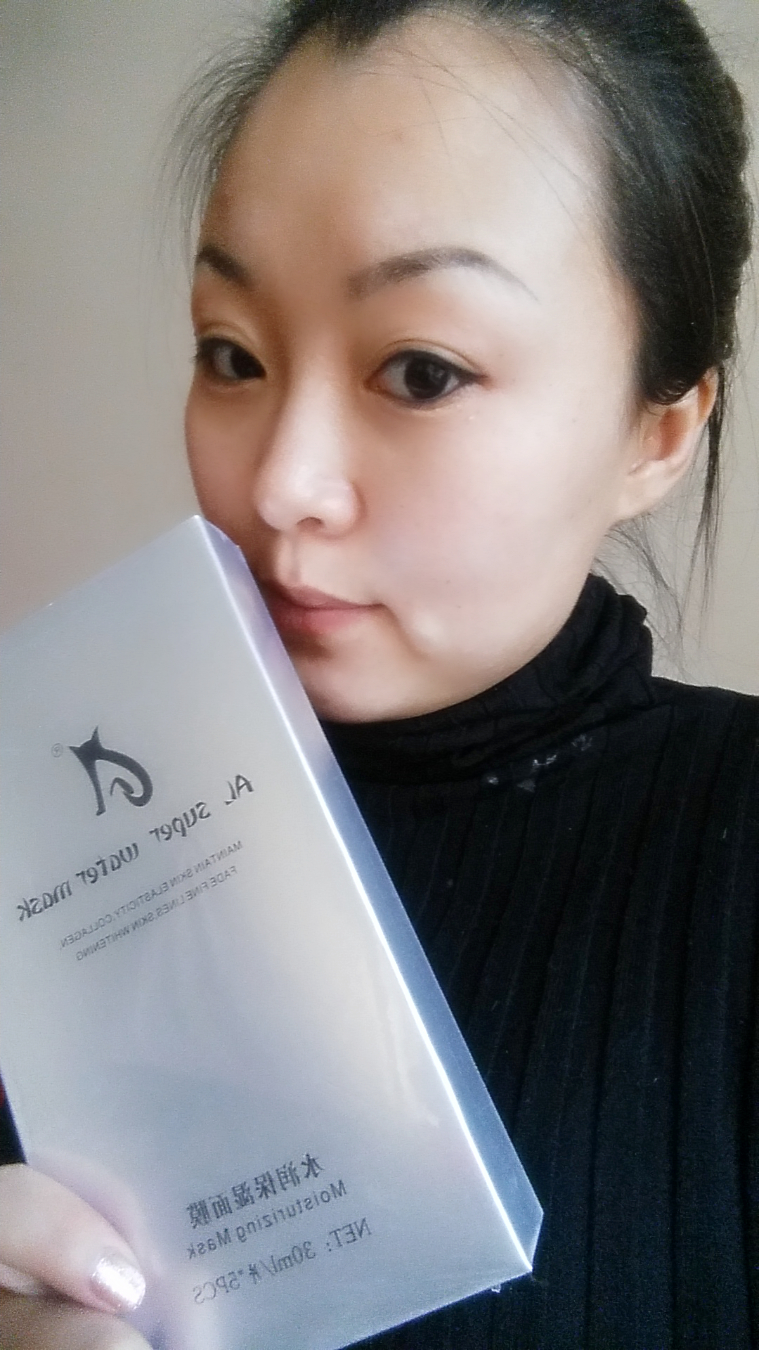 ®
AL super water mask
MAINTAIN SKIN ELASTICITY,COLLAGEN
FADE FINE LINES,SKIN WHITENING
水润保湿面膜
Moisturizing Mask
NET: 30ml/片*5PCS